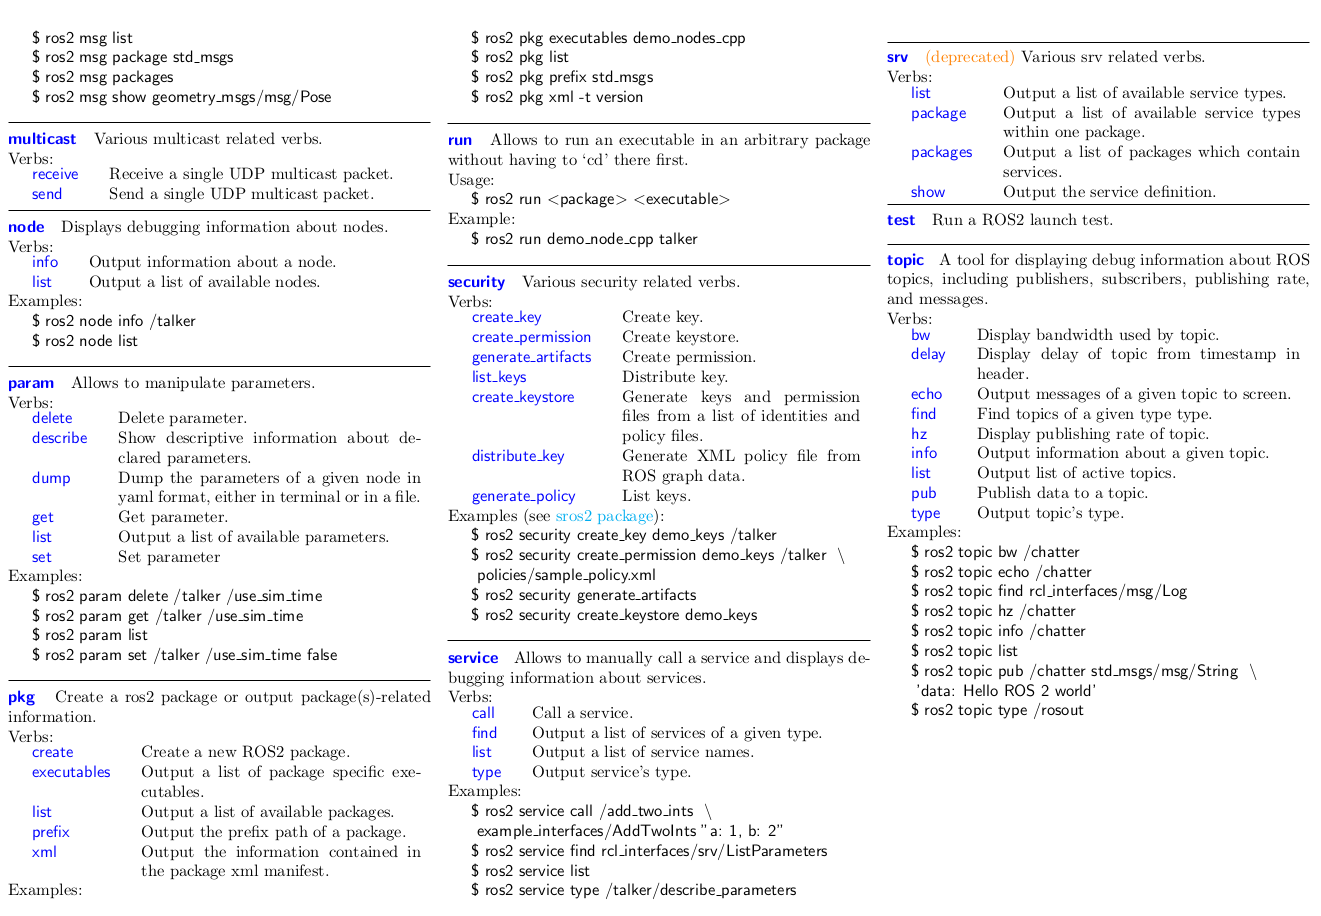 $ ros2 msg list
$ ros2 msg package std_msgs
$ ros2 msg packages
$ ros2 msg show geometry_msgs/msg/Pose
multicast Various multicast related verbs.
Verbs:
receive Receive a single UDP multicast packet.
send Send a single UDP multicast packet.
node Displays debugging information about nodes.
Verbs:
info Output information about a node.
list Output a list of available nodes.
Examples:
$ ros2 node info /talker
$ ros2 node list
param Allows to manipulate parameters.
Verbs:
delete Delete parameter.
describe Show descriptive information about de-
clared parameters.
dump Dump the parameters of a given node in
yaml format, either in terminal or in a file.
get Get parameter.
list Output a list of available parameters.
set Set parameter
Examples:
$ ros2 param delete /talker /use_sim_time
$ ros2 param get /talker /use_sim_time
$ ros2 param list
$ ros2 param set /talker /use_sim_time false
pkg Create a ros2 package or output package(s)-related
information.
Verbs:
create Create a new ROS2 package.
executables Output a list of package specific exe-
cutables.
list Output a list of available packages.
prefix Output the prefix path of a package.
xml Output the information contained in
the package xml manifest.
Examples:
$ ros2 pkg executables demo_nodes_cpp
$ ros2 pkg list
$ ros2 pkg prefix std_msgs
$ ros2 pkg xml -t version
run Allows to run an executable in an arbitrary package
without having to ‘cd’ there first.
Usage:
$ ros2 run <package> <executable>
Example:
$ ros2 run demo_node_cpp talker
security Various security related verbs.
Verbs:
create_key Create key.
create_permission Create keystore.
generate_artifacts Create permission.
list_keys Distribute key.
create_keystore Generate keys and permission
files from a list of identities and
policy files.
distribute_key Generate XML policy file from
ROS graph data.
generate_policy List keys.
Examples (see sros2 package):
$ ros2 security create_key demo_keys /talker
$ ros2 security create_permission demo_keys /talker \
policies/sample_policy.xml
$ ros2 security generate_artifacts
$ ros2 security create_keystore demo_keys
service Allows to manually call a service and displays de-
bugging information about services.
Verbs:
call Call a service.
find Output a list of services of a given type.
list Output a list of service names.
type Output service's type.
Examples:
$ ros2 service call /add_two_ints \
example_interfaces/AddTwoInts "a: 1, b: 2"
$ ros2 service find rcl_interfaces/srv/ListParameters
$ ros2 service list
$ ros2 service type /talker/describe_parameters
srv (deprecated) Various srv related verbs.
Verbs:
list Output a list of available service types.
package Output a list of available service types
within one package.
packages Output a list of packages which contain
services.
show Output the service definition.
test Run a ROS2 launch test.
topic A tool for displaying debug information about ROS
topics, including publishers, subscribers, publishing rate,
and messages.
Verbs:
bw Display bandwidth used by topic.
delay Display delay of topic from timestamp in
header.
echo Output messages of a given topic to screen.
find Find topics of a given type type.
hz Display publishing rate of topic.
info Output information about a given topic.
list Output list of active topics.
pub Publish data to a topic.
type Output topic's type.
Examples:
$ ros2 topic bw /chatter
$ ros2 topic echo /chatter
$ ros2 topic find rcl_interfaces/msg/Log
$ ros2 topic hz /chatter
$ ros2 topic info /chatter
$ ros2 topic list
$ ros2 topic pub /chatter std_msgs/msg/String \
'data: Hello ROS 2 world'
$ ros2 topic type /rosout